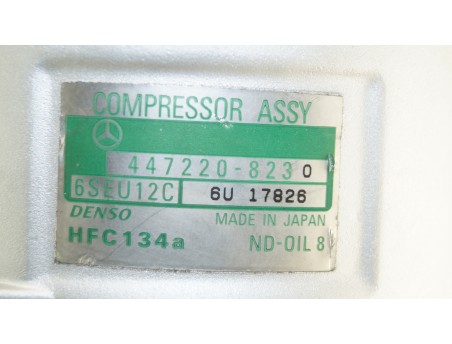 COMPRESSOR ASSY
447220-8230
6SEU12C 6U 17826
DENSO MADE IN JAPAN
HFC134a ND-OIL 8